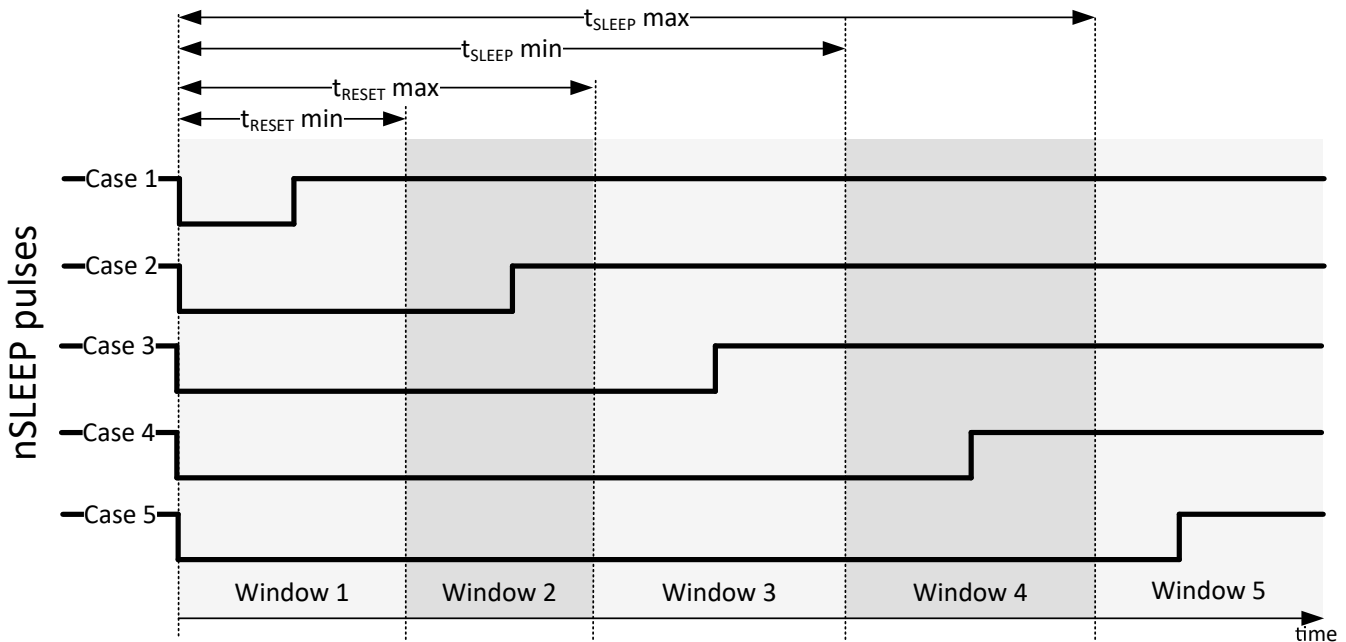 tSLEEP max
tSLEEP min
tRESET max
tRESET min
nSLEEP pulses
Case 1
Case 2
Case 3
Case 4
Case 5
Window 1 Window 2 Window 3 Window 4 Window 5
time